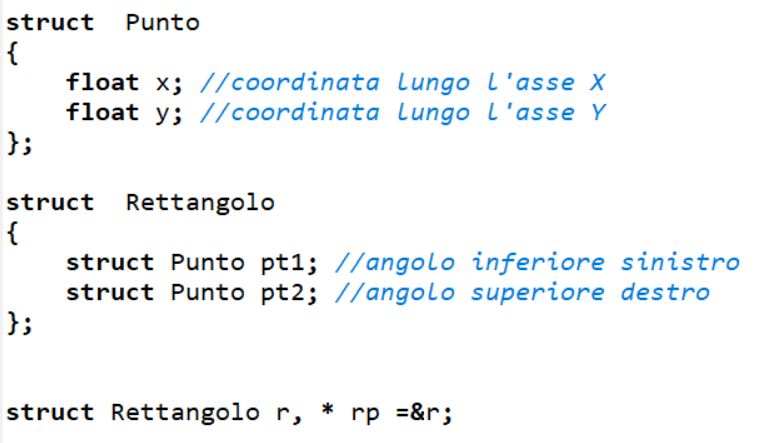 struct  Punto
{
    float x; //coordinata lungo l'asse X
    float y; //coordinata lungo l'asse Y
};
struct  Rettangolo
{
    struct Punto pt1; //angolo inferiore sinistro
    struct Punto pt2; //angolo superiore destro
};
struct Rettangolo r, * rp =&r;